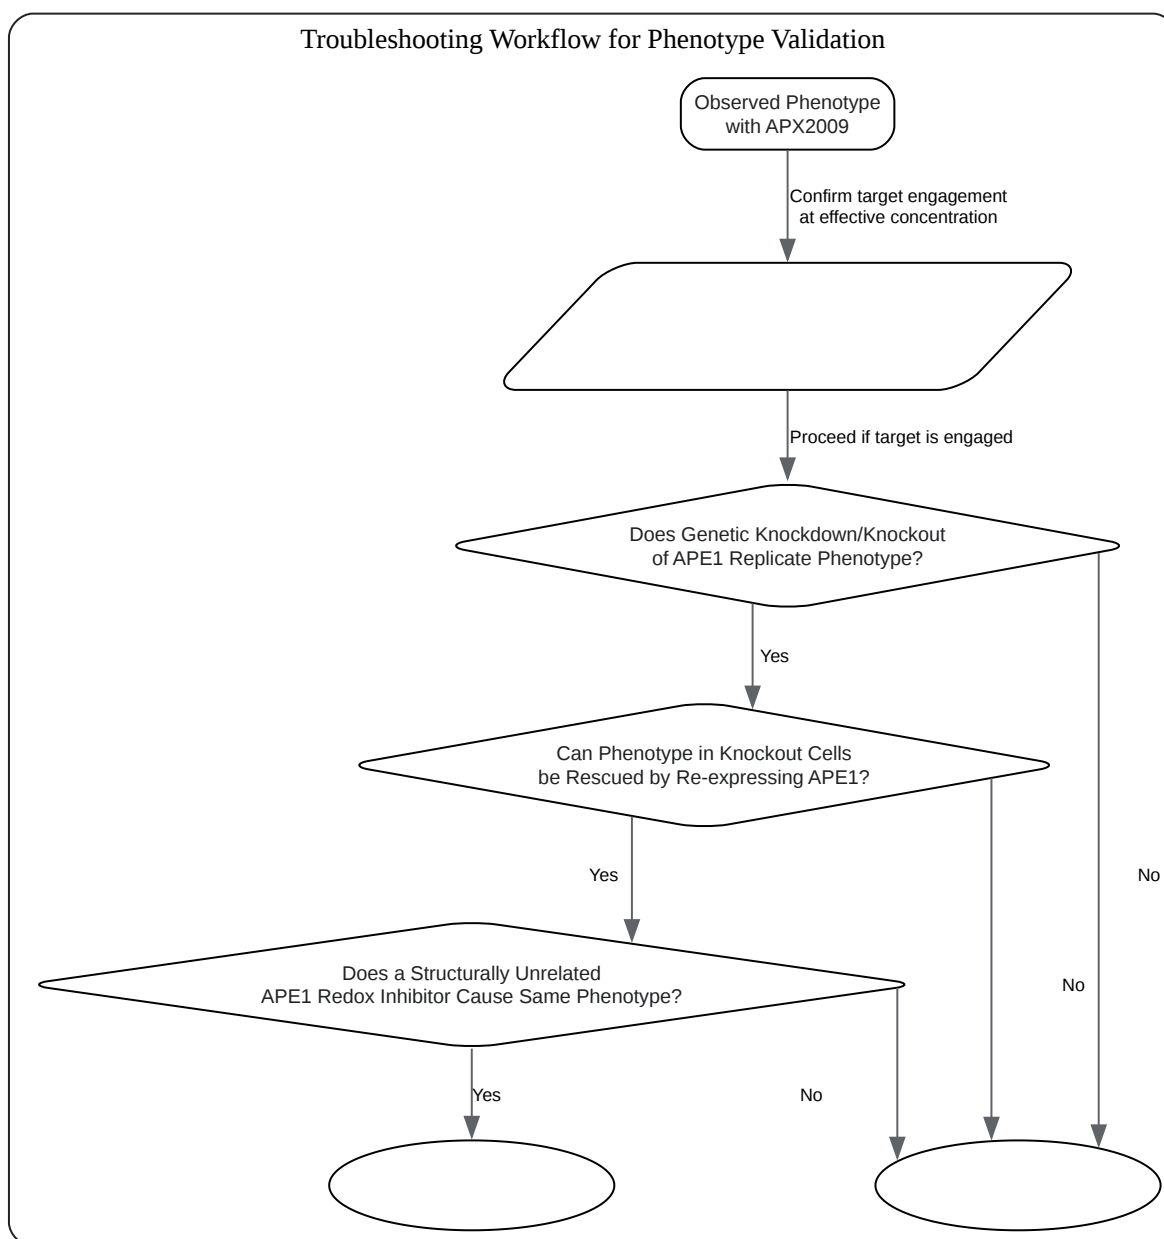 Troubleshooting Workflow for Phenotype Validation
Observed Phenotype
with APX2009
Confirm target engagement
at effective concentration
Proceed if target is engaged
Does Genetic Knockdown/Knockout
of APE1 Replicate Phenotype?
Yes
Can Phenotype in Knockout Cells
be Rescued by Re-expressing APE1?
Yes
No
Does a Structurally Unrelated
APE1 Redox Inhibitor Cause Same Phenotype?
No
Yes
No